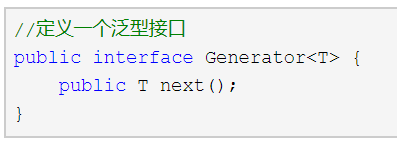 //定义一个泛型接口
public interface Generator<T> {
    public T next();
}